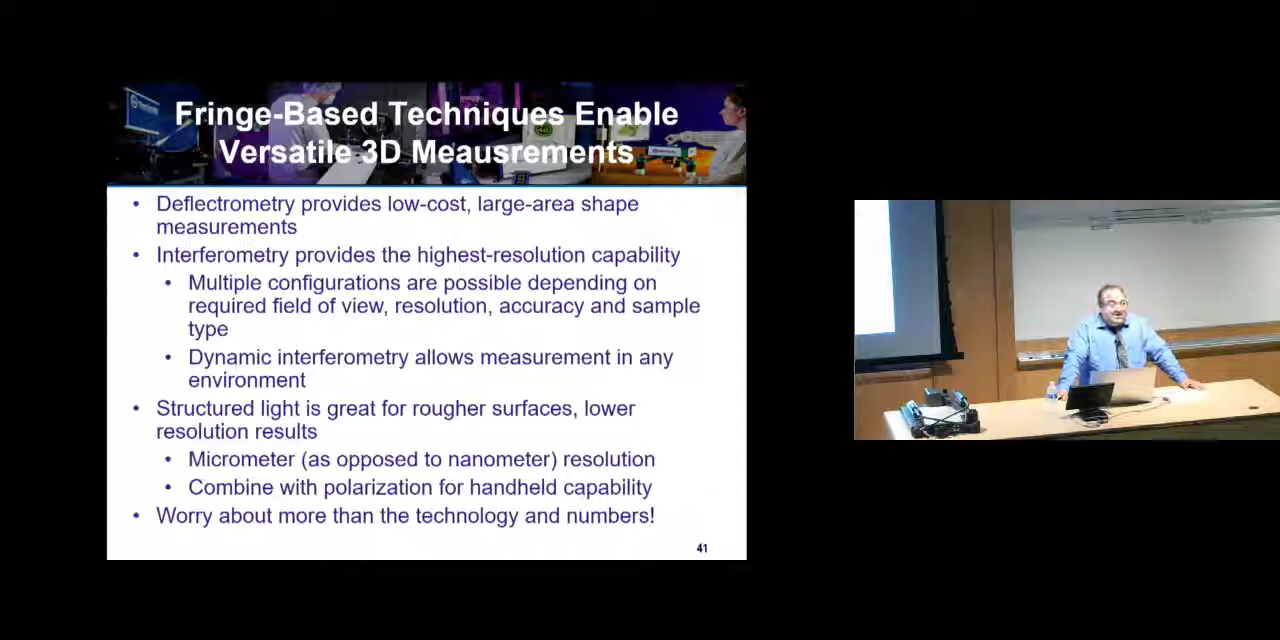 Fringe-Based Techniques Enable
Versatile 3D Meausrements
• Deflectometry provides low-cost, large-area shape
measurements
• Interferometry provides the highest-resolution capability
• Multiple configurations are possible depending on
required field of view, resolution, accuracy and sample
type
• Dynamic interferometry allows measurement in any
environment
• Structured light is great for rougher surfaces, lower
resolution results
• Micrometer (as opposed to nanometer) resolution
• Combine with polarization for handheld capability
• Worry about more than the technology and numbers!
41